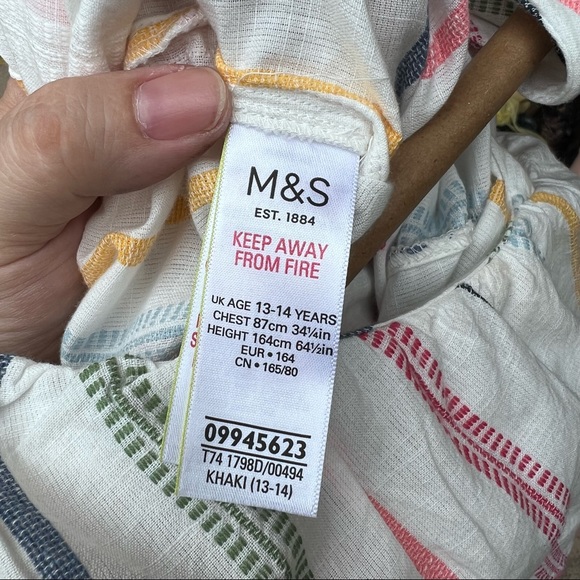 M&S
EST. 1884
KEEP AWAY
FROM FIRE
UK AGE 13-14 YEARS
CHEST 87cm 34¼in
HEIGHT 164cm 64½in
EUR • 164
CN • 165/80
09945623
T74 1798D/00494
KHAKI (13-14)